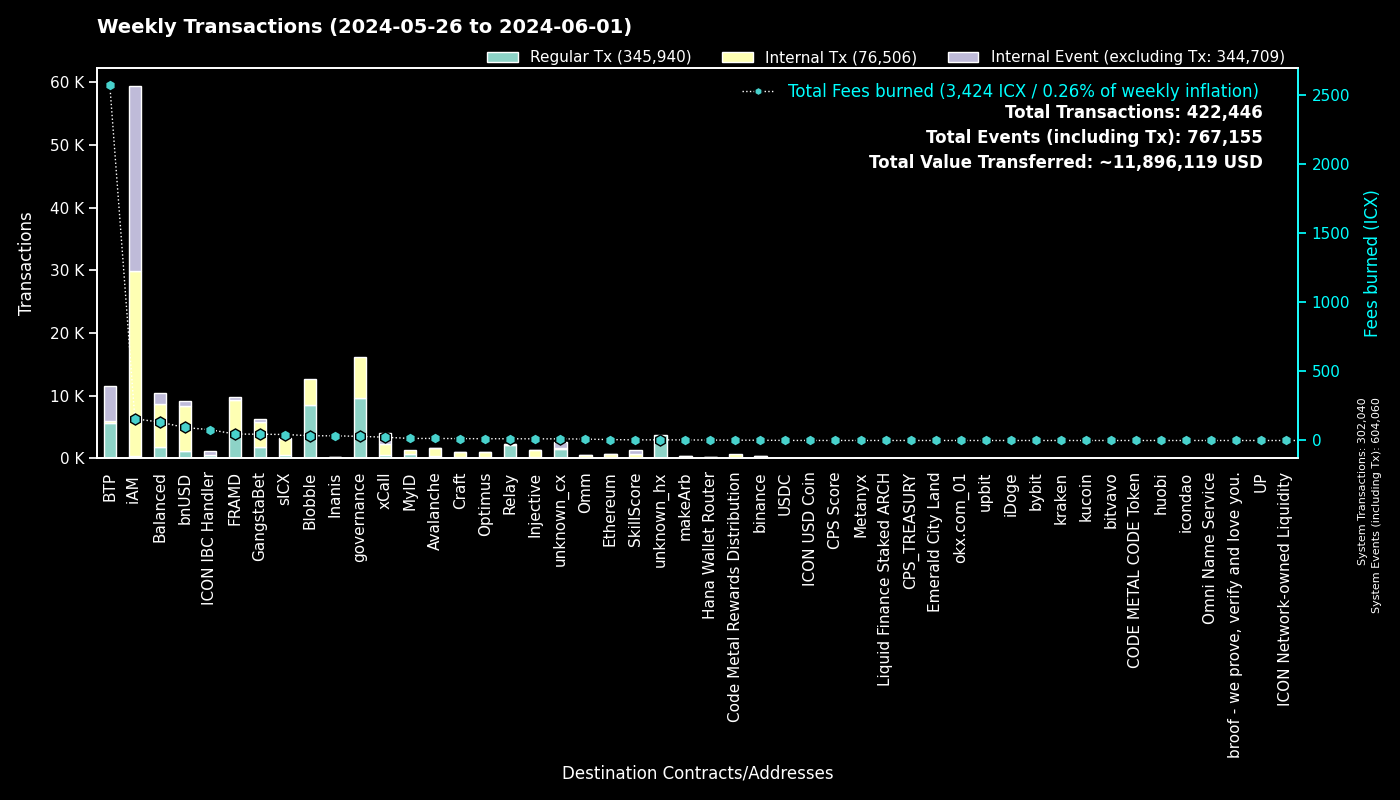 Weekly Transactions (2024-05-26 to 2024-06-01)
Regular Tx (345,940)
Internal Tx (76,506)
Internal Event (excluding Tx: 344,709)
Total Fees burned (3,424 ICX / 0.26% of weekly inflation)
Total Transactions: 422,446
Total Events (including Tx): 767,155
Total Value Transferred: ~11,896,119 USD
Transactions
60 K
50 K
40 K
30 K
20 K
10 K
0 K
2500
2000
1500
1000
500
0
Fees burned (ICX)
System Transactions: 302,040
System Events (including Tx): 604,060
BTP
iAM
Balanced
bnUSD
ICON IBC Handler
FRAMD
GangstaBet
sICX
Blobble
Inanis
governance
xCall
MyID
Avalanche
Craft
Optimus
Relay
Injective
unknown_cx
Omm
Ethereum
SkillScore
unknown_hx
makeArb
Hana Wallet Router
Code Metal Rewards Distribution
binance
USDC
ICON USD Coin
CPS Score
Metanyx
Liquid Finance Staked ARCH
CPS_TREASURY
Emerald City Land
okx.com_01
upbit
iDoge
bybit
kraken
kucoin
bitvavo
CODE METAL CODE Token
huobi
icondao
Omni Name Service
broof - we prove, verify and love you.
UP
ICON Network-owned Liquidity
Destination Contracts/Addresses